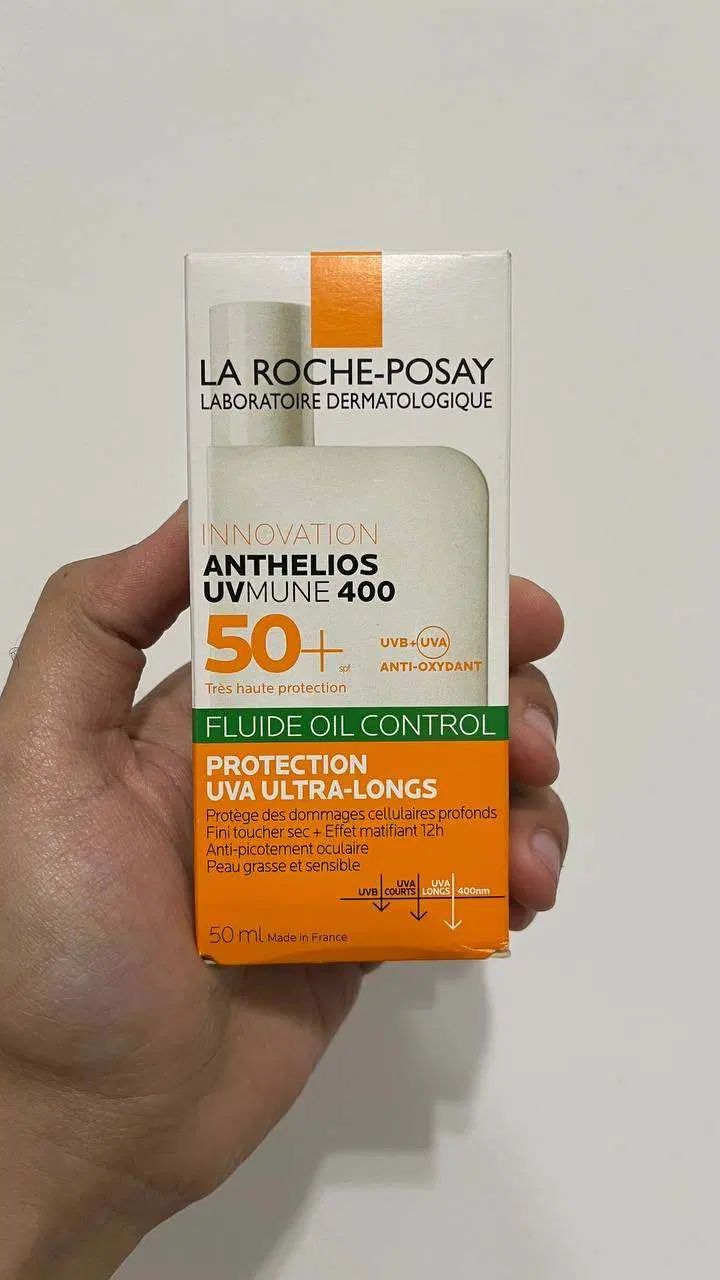 LA ROCHE-POSAY
LABORATOIRE DERMATOLOGIQUE
INNOVATION
ANTHELIOS
UVMUNE 400
50+ spf
UVB+UVA
ANTI-OXYDANT
Très haute protection
FLUIDE OIL CONTROL
PROTECTION
UVA ULTRA-LONGS
Protège des dommages cellulaires profonds
Fini toucher sec + Effet matifiant 12h
Anti-picotement oculaire
Peau grasse et sensible
UVB
UVA COURTS
UVA LONGS
400nm
50 ml Made in France